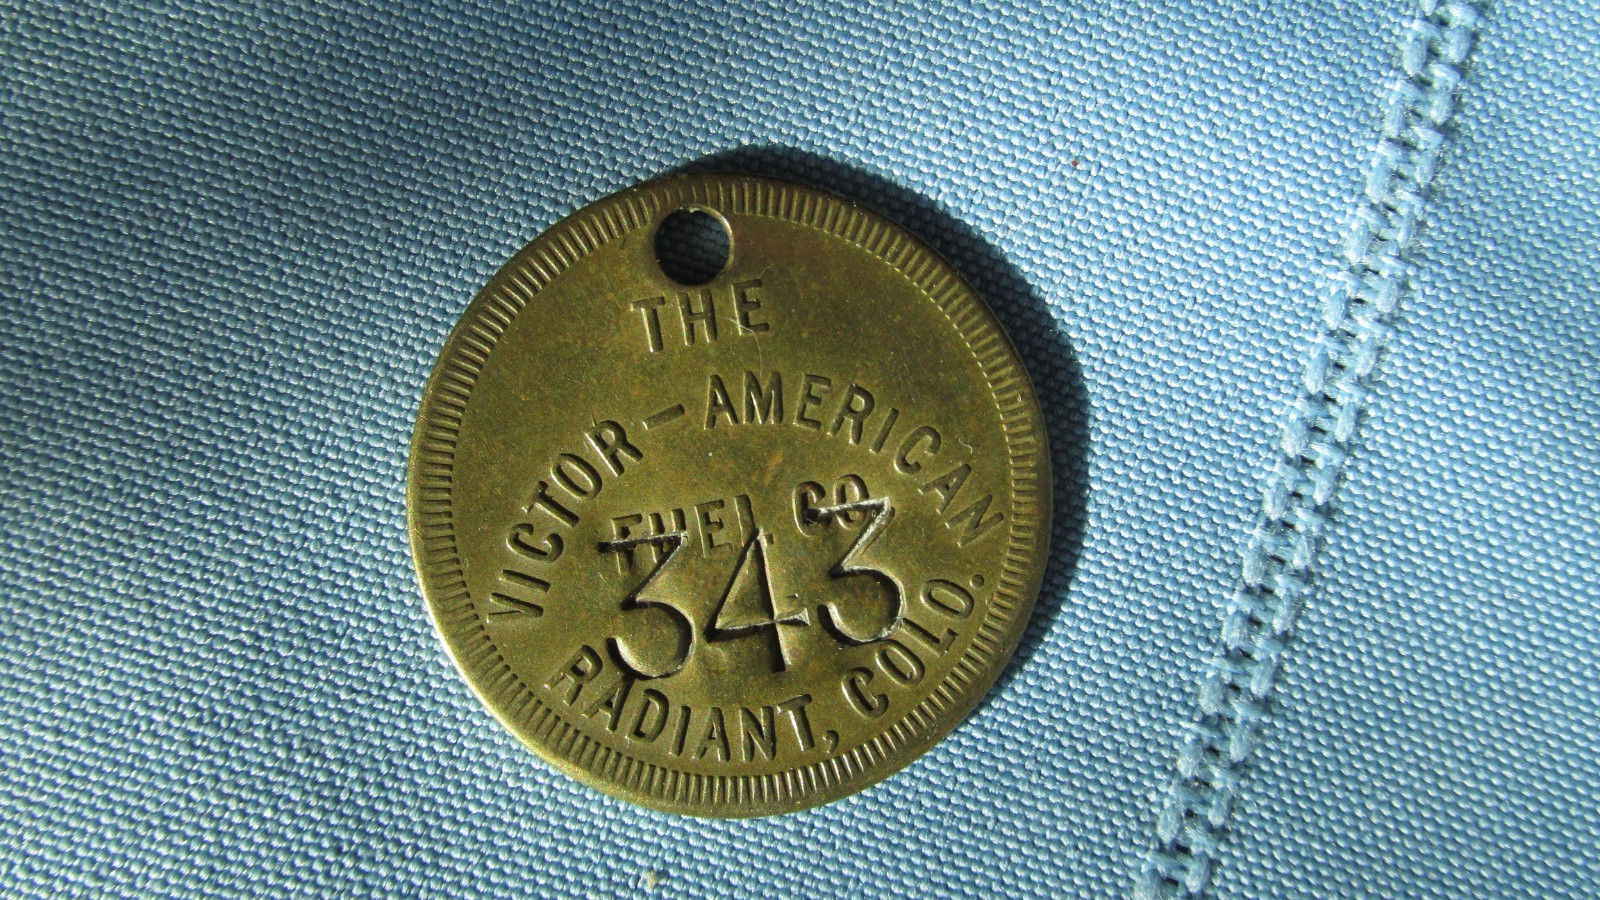 THE
VICTOR-AMERICAN
FUEL CO.
343
RADIANT, COLO.